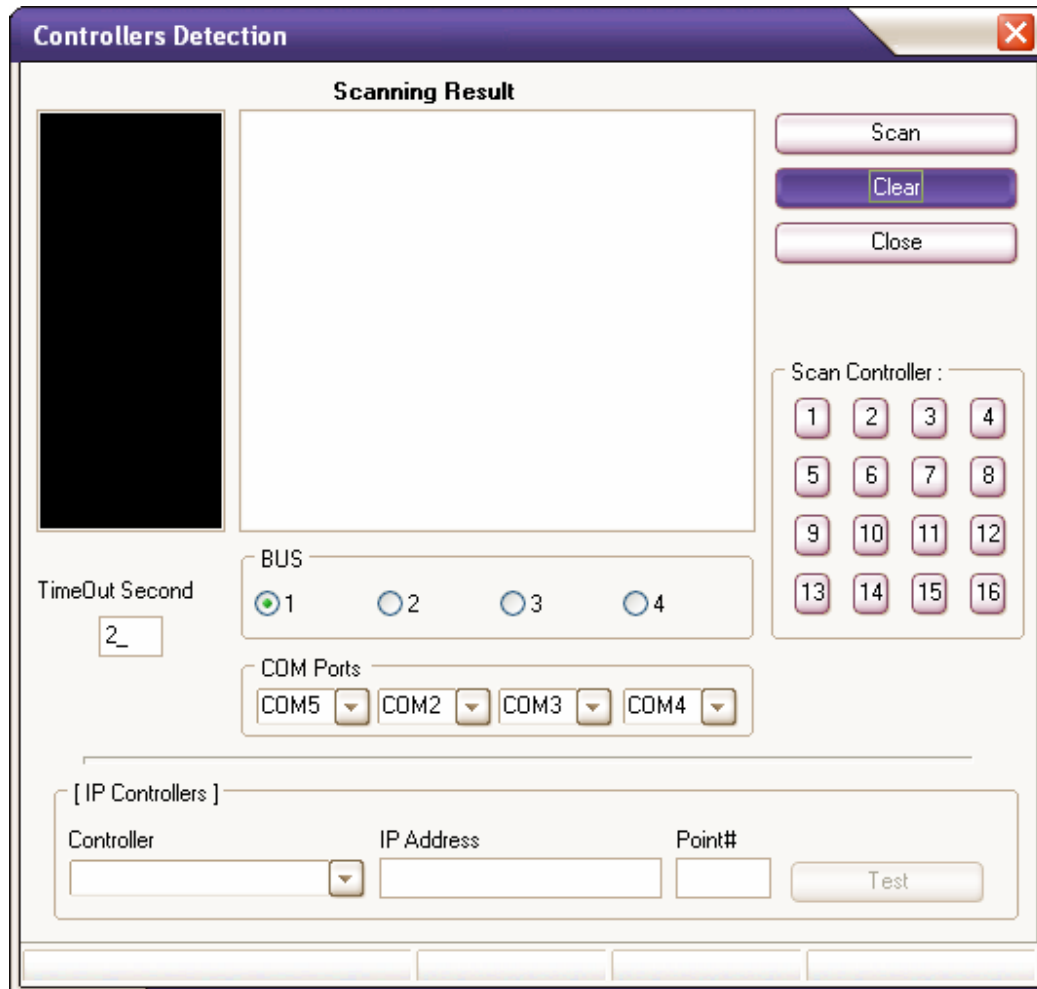 Controllers Detection
Scanning Result
Scan
Clear
Close
Scan Controller :
1 2 3 4
5 6 7 8
9 10 11 12
13 14 15 16
TimeOut Second
2_
BUS
1 2 3 4
COM Ports
COM5 COM2 COM3 COM4
[ IP Controllers ]
Controller IP Address Point#
Test